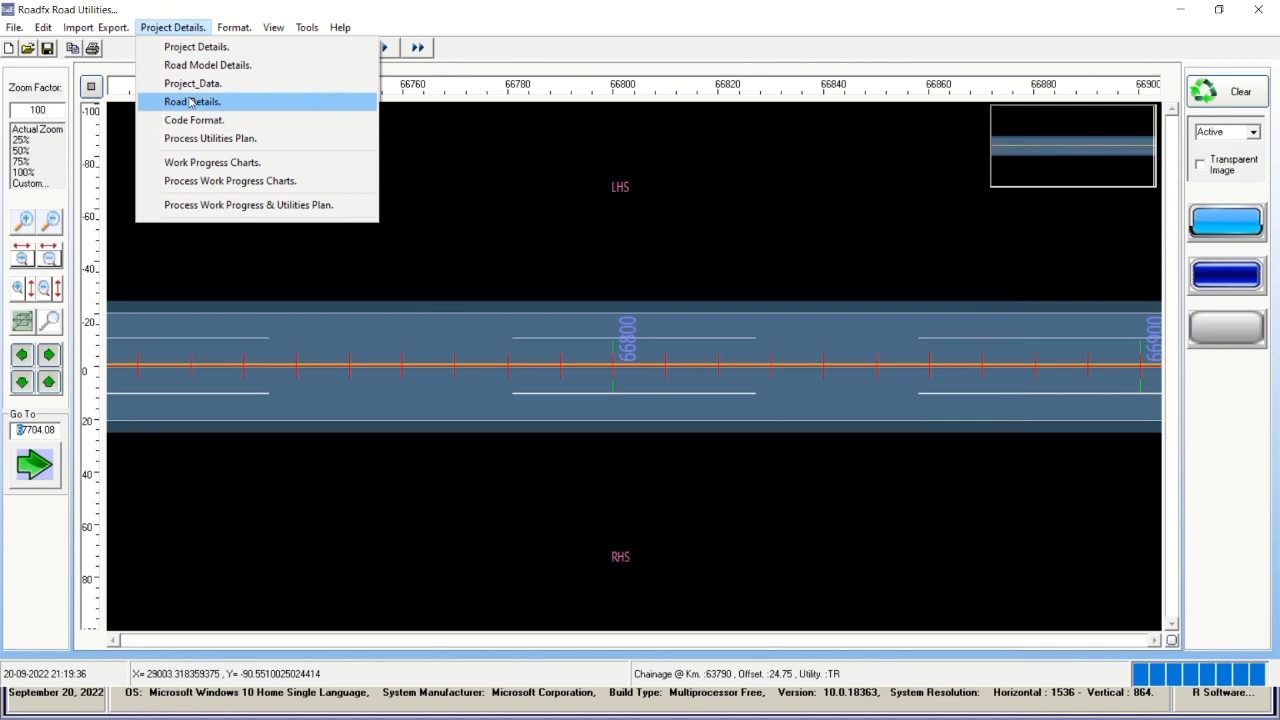 Roadfx Road Utilities...
File. Edit Import Export. Project Details. Format. View Tools Help
Project Details.
Road Model Details.
Project_Data.
Road Details.
Code Format.
Process Utilities Plan.
Work Progress Charts.
Process Work Progress Charts.
Process Work Progress & Utilities Plan.
Zoom Factor:
100
Actual Zoom
25%
50%
75%
100%
Custom...
Go To
67704.08
66760 66780 66800 66820 66840 66860 66880 66900
-100
-80
-60
-40
-20
0
20
40
60
80
LHS
66800
66900
RHS
Clear
Active
Transparent
Image
20-09-2022 21:19:36 X= 29003.318359375 , Y= -90.5510025024414 Chainage @ Km. :63790 , Offset. :24.75 , Utility. :TR
September 20, 2022 OS: Microsoft Windows 10 Home Single Language, System Manufacturer: Microsoft Corporation, Build Type: Multiprocessor Free, Version: 10.0.18363, System Resolution: Horizontal : 1536 - Vertical : 864. R Software...